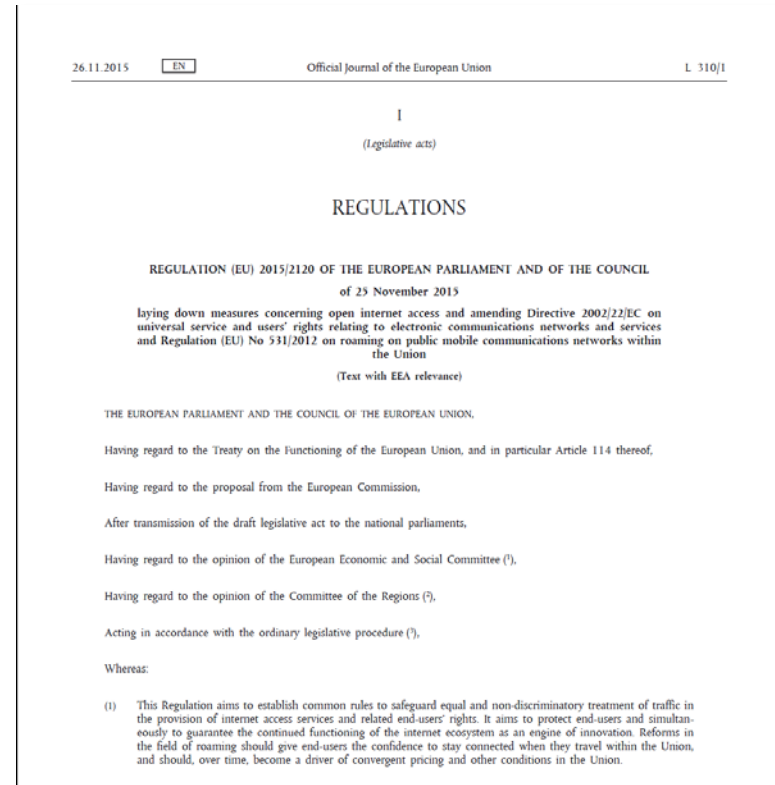 26.11.2015 EN Official Journal of the European Union L 310/1
I
(Legislative acts)
REGULATIONS
REGULATION (EU) 2015/2120 OF THE EUROPEAN PARLIAMENT AND OF THE COUNCIL
of 25 November 2015
laying down measures concerning open internet access and amending Directive 2002/22/EC on
universal service and users' rights relating to electronic communications networks and services
and Regulation (EU) No 531/2012 on roaming on public mobile communications networks within
the Union
(Text with EEA relevance)
THE EUROPEAN PARLIAMENT AND THE COUNCIL OF THE EUROPEAN UNION,
Having regard to the Treaty on the Functioning of the European Union, and in particular Article 114 thereof,
Having regard to the proposal from the European Commission,
After transmission of the draft legislative act to the national parliaments,
Having regard to the opinion of the European Economic and Social Committee (¹),
Having regard to the opinion of the Committee of the Regions (²),
Acting in accordance with the ordinary legislative procedure (³),
Whereas:
(1) This Regulation aims to establish common rules to safeguard equal and non-discriminatory treatment of traffic in
the provision of internet access services and related end-users' rights. It aims to protect end-users and simultan-
eously to guarantee the continued functioning of the internet ecosystem as an engine of innovation. Reforms in
the field of roaming should give end-users the confidence to stay connected when they travel within the Union,
and should, over time, become a driver of convergent pricing and other conditions in the Union.